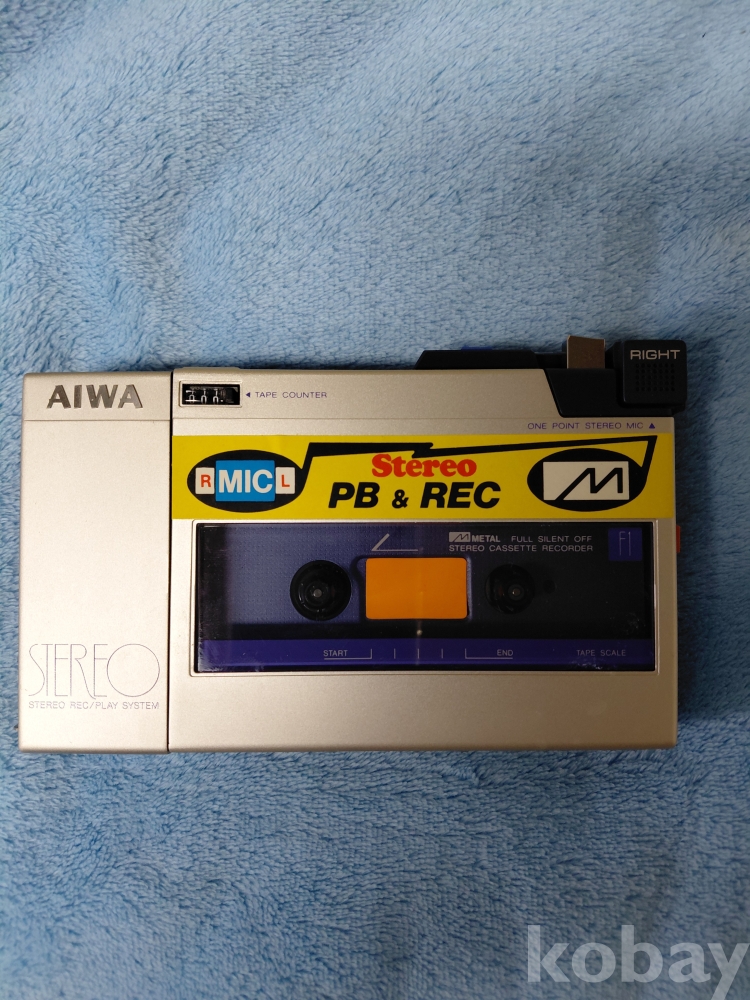 AIWA
000
TAPE COUNTER
RIGHT
ONE POINT STEREO MIC
R MIC L
Stereo
PB & REC
M
METAL FULL SILENT OFF
STEREO CASSETTE RECORDER
F1
START
END
TAPE SCALE
STEREO
STEREO REC/PLAY SYSTEM
kobay